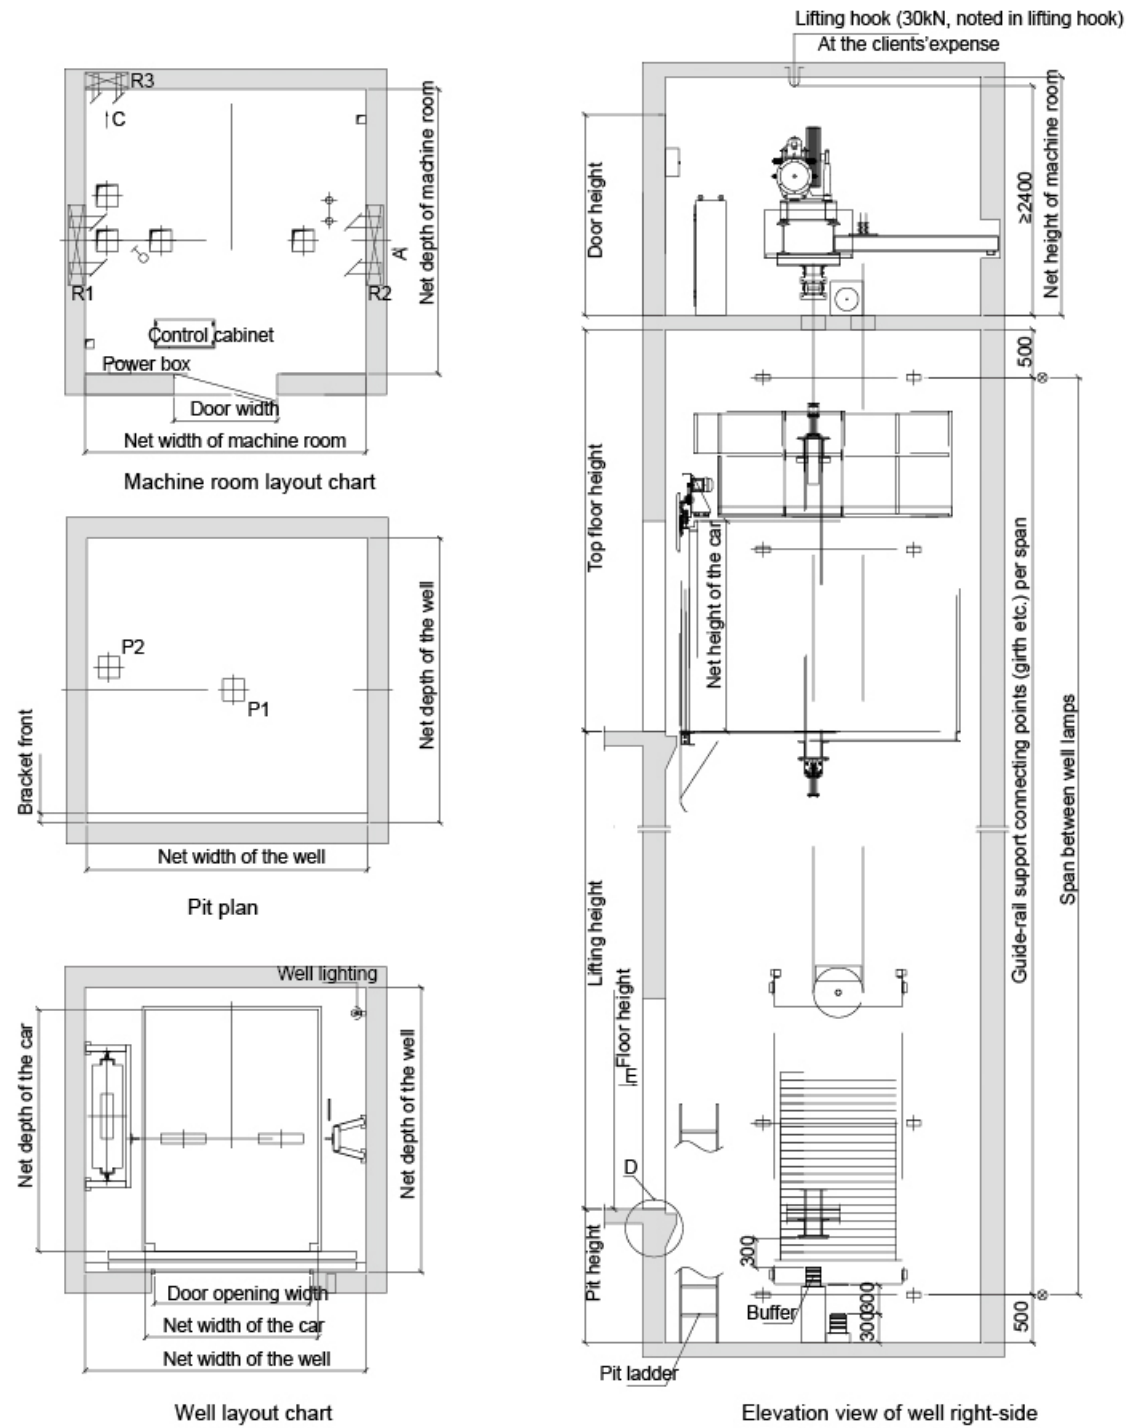 Lifting hook (30kN, noted in lifting hook)
At the clients'expense
R3
C
R1
R2
A
Control cabinet
Power box
Door width
Net width of machine room
Net depth of machine room
Machine room layout chart
P2
P1
Bracket front
Net depth of the well
Net width of the well
Pit plan
Well lighting
Net depth of the car
Net depth of the well
Door opening width
Net width of the car
Net width of the well
Well layout chart
Door height
≥2400
Net height of machine room
500
Top floor height
Net height of the car
Guide-rail support connecting points (girth etc.) per span
Span between well lamps
Lifting height
Floor height
E
D
Pit height
300
Buffer
300
300
500
Pit ladder
Elevation view of well right-side